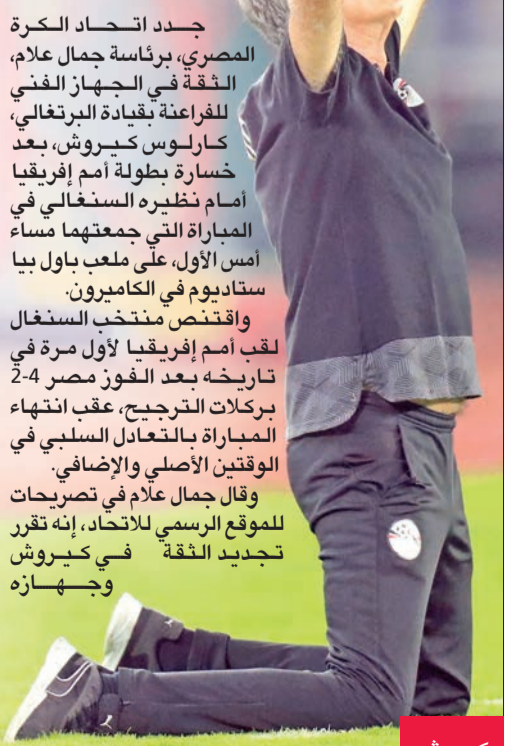 جدد اتحاد الكرة
المصري، برئاسة جمال علام،
الثقة في الجهاز الفني
للفراعنة بقيادة البرتغالي،
كارلوس كيروش، بعد
خسارة بطولة أمم إفريقيا
أمام نظيره السنغالي في
المباراة التي جمعتهما مساء
أمس الأول، على ملعب باول بيا
ستاديوم في الكاميرون.
واقتنص منتخب السنغال
لقب أمم إفريقيا لأول مرة في
تاريخه بعد الفوز مصر 4-2
بركلات الترجيح، عقب انتهاء
المباراة بالتعادل السلبي في
الوقتين الأصلي والإضافي.
وقال جمال علام في تصريحات
للموقع الرسمي للاتحاد، إنه تقرر
تجديد الثقة في كيروش
وجهازه